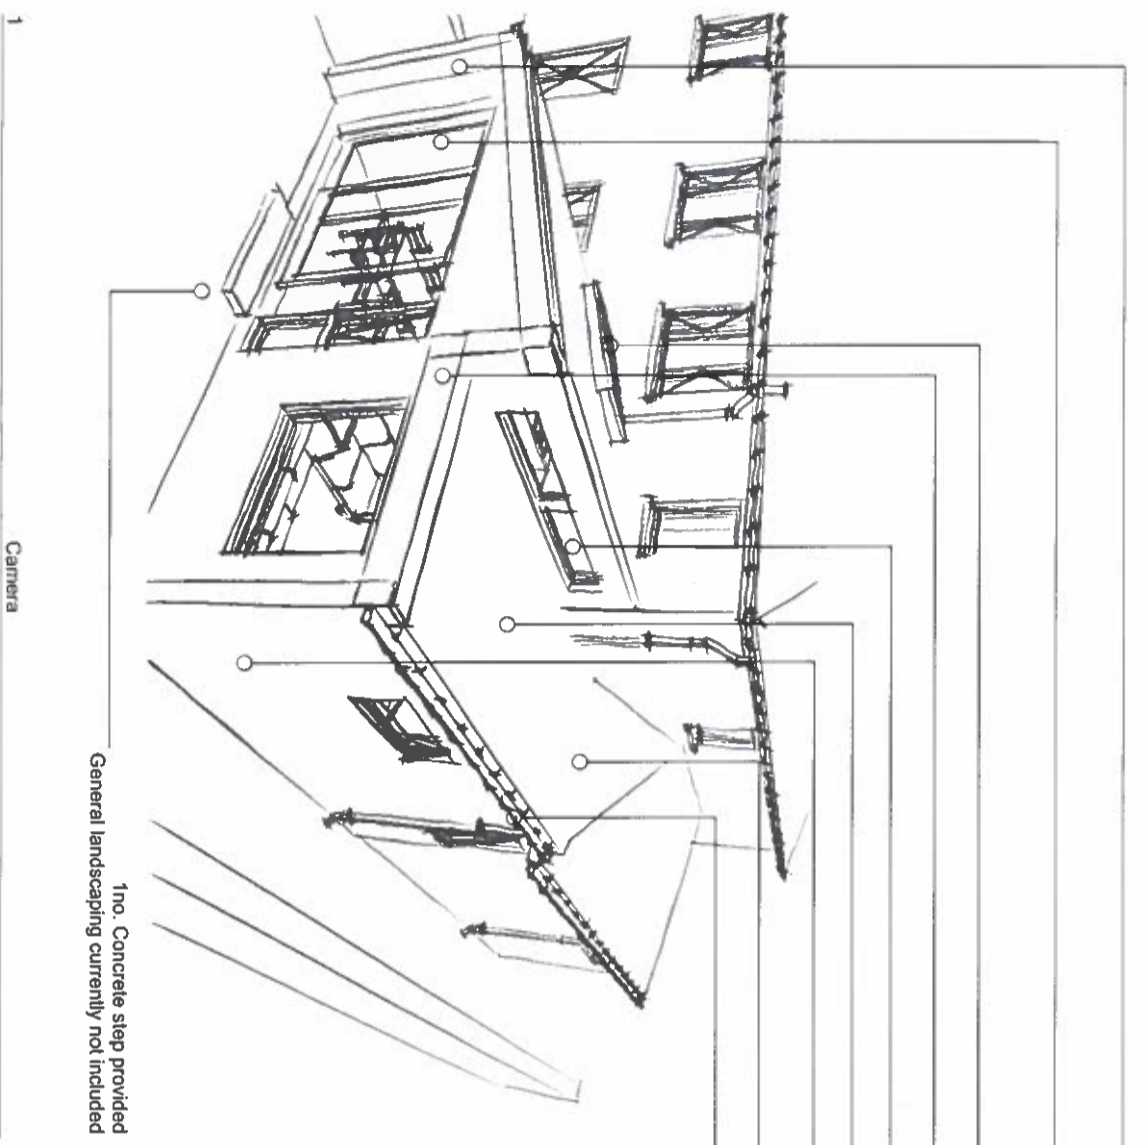 1no. Concrete step provided
General landscaping currently not included
1
Camera